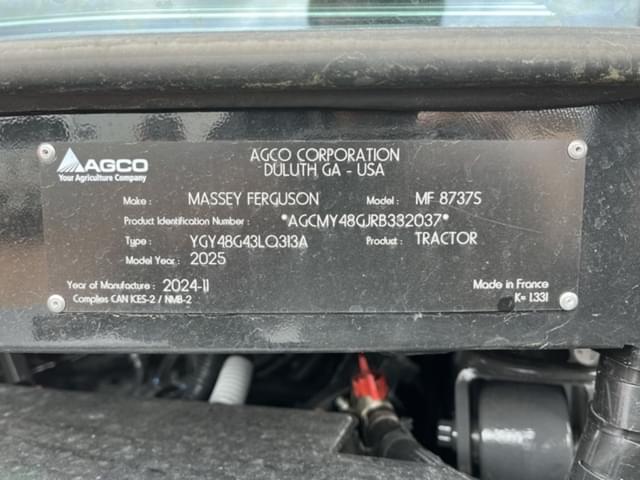 AGCO
Your Agriculture Company
AGCO CORPORATION
DULUTH GA - USA
Make : MASSEY FERGUSON Model : MF 8737S
Product Identification Number : *AGCMY48GJRB332037*
Type : YGY48G43LQ313A Product : TRACTOR
Model Year : 2025
Year of Manufacture : 2024-11 Made in France
Complies CAN ICES-2 / NMB-2 K= 1.331